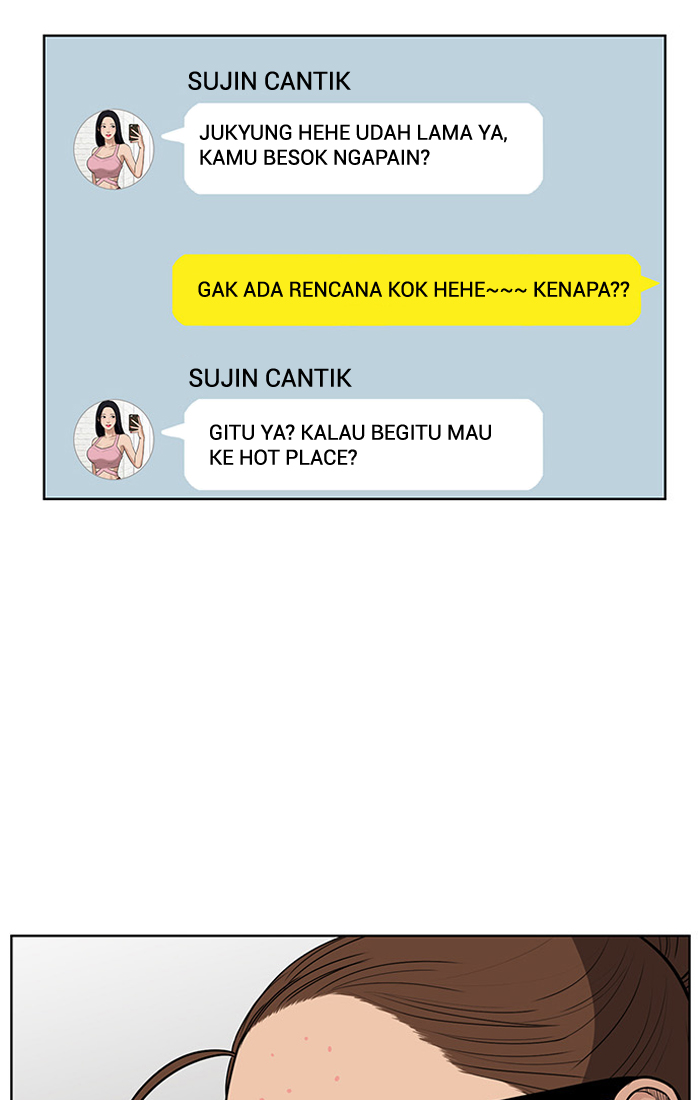 SUJIN CANTIK
JUKYUNG HEHE UDAH LAMA YA,
KAMU BESOK NGAPAIN?
GAK ADA RENCANA KOK HEHE~~~ KENAPA??
SUJIN CANTIK
GITU YA? KALAU BEGITU MAU
KE HOT PLACE?